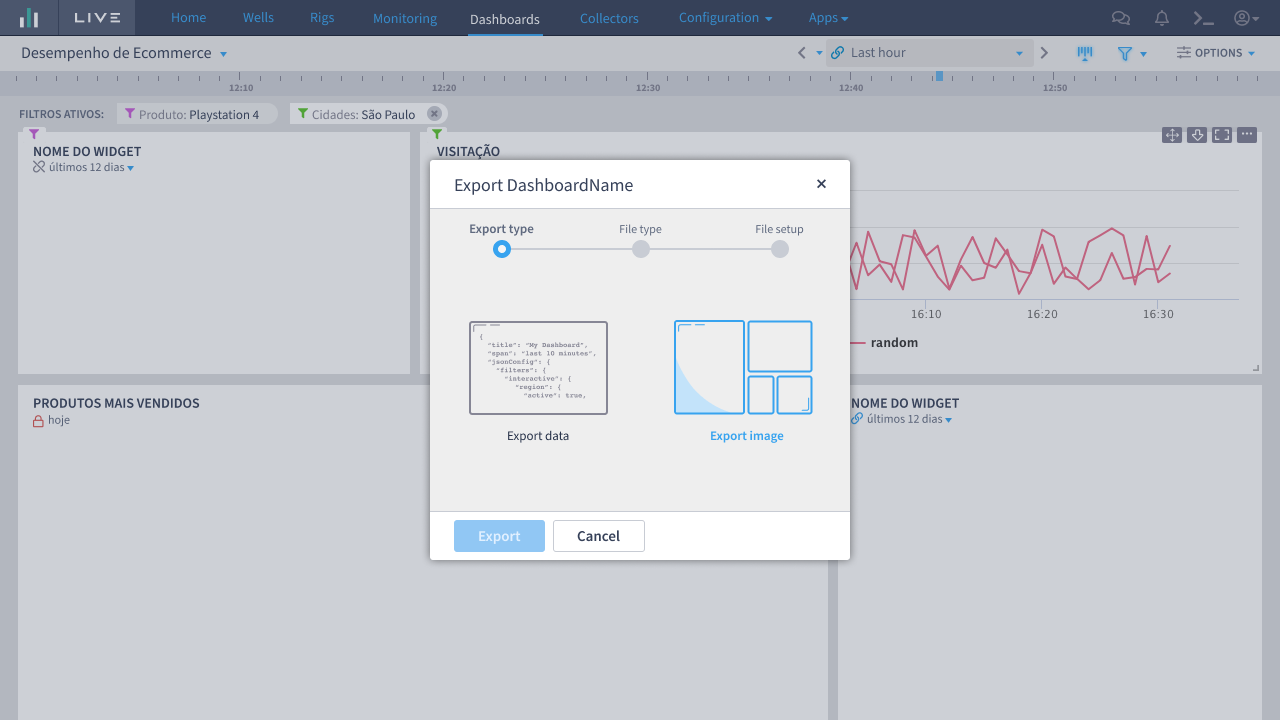 LIVE Home Wells Rigs Monitoring Dashboards Collectors Configuration Apps
Desempenho de Ecommerce Last hour OPTIONS
12:10 12:20 12:30 12:40 12:50
FILTROS ATIVOS: Produto: Playstation 4 Cidades: São Paulo
NOME DO WIDGET
últimos 12 dias
VISITAÇÃO
16:10 16:20 16:30
random
PRODUTOS MAIS VENDIDOS
hoje
NOME DO WIDGET
últimos 12 dias
Export DashboardName
Export type File type File setup
{
"title": "My Dashboard",
"span": "last 10 minutes",
"jsonConfig": {
"filters": {
"interactive": {
"region": {
"active": true,
Export data Export image
Export Cancel